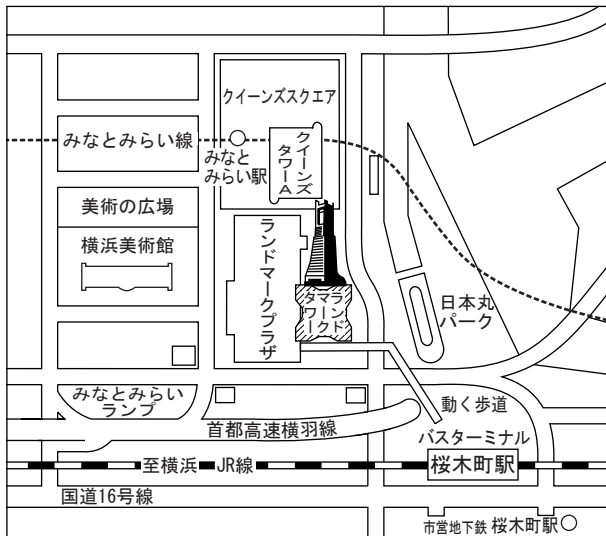 クイーンズスクエア
みなとみらい線
みなと
みらい駅
クイーンズ
タワーA
美術の広場
横浜美術館
ランドマークプラザ
ランド
マーク
タワー
日本丸
パーク
みなとみらい
ランプ
動く歩道
首都高速横羽線
バスターミナル
至横浜 JR線
桜木町駅
国道16号線
市営地下鉄 桜木町駅